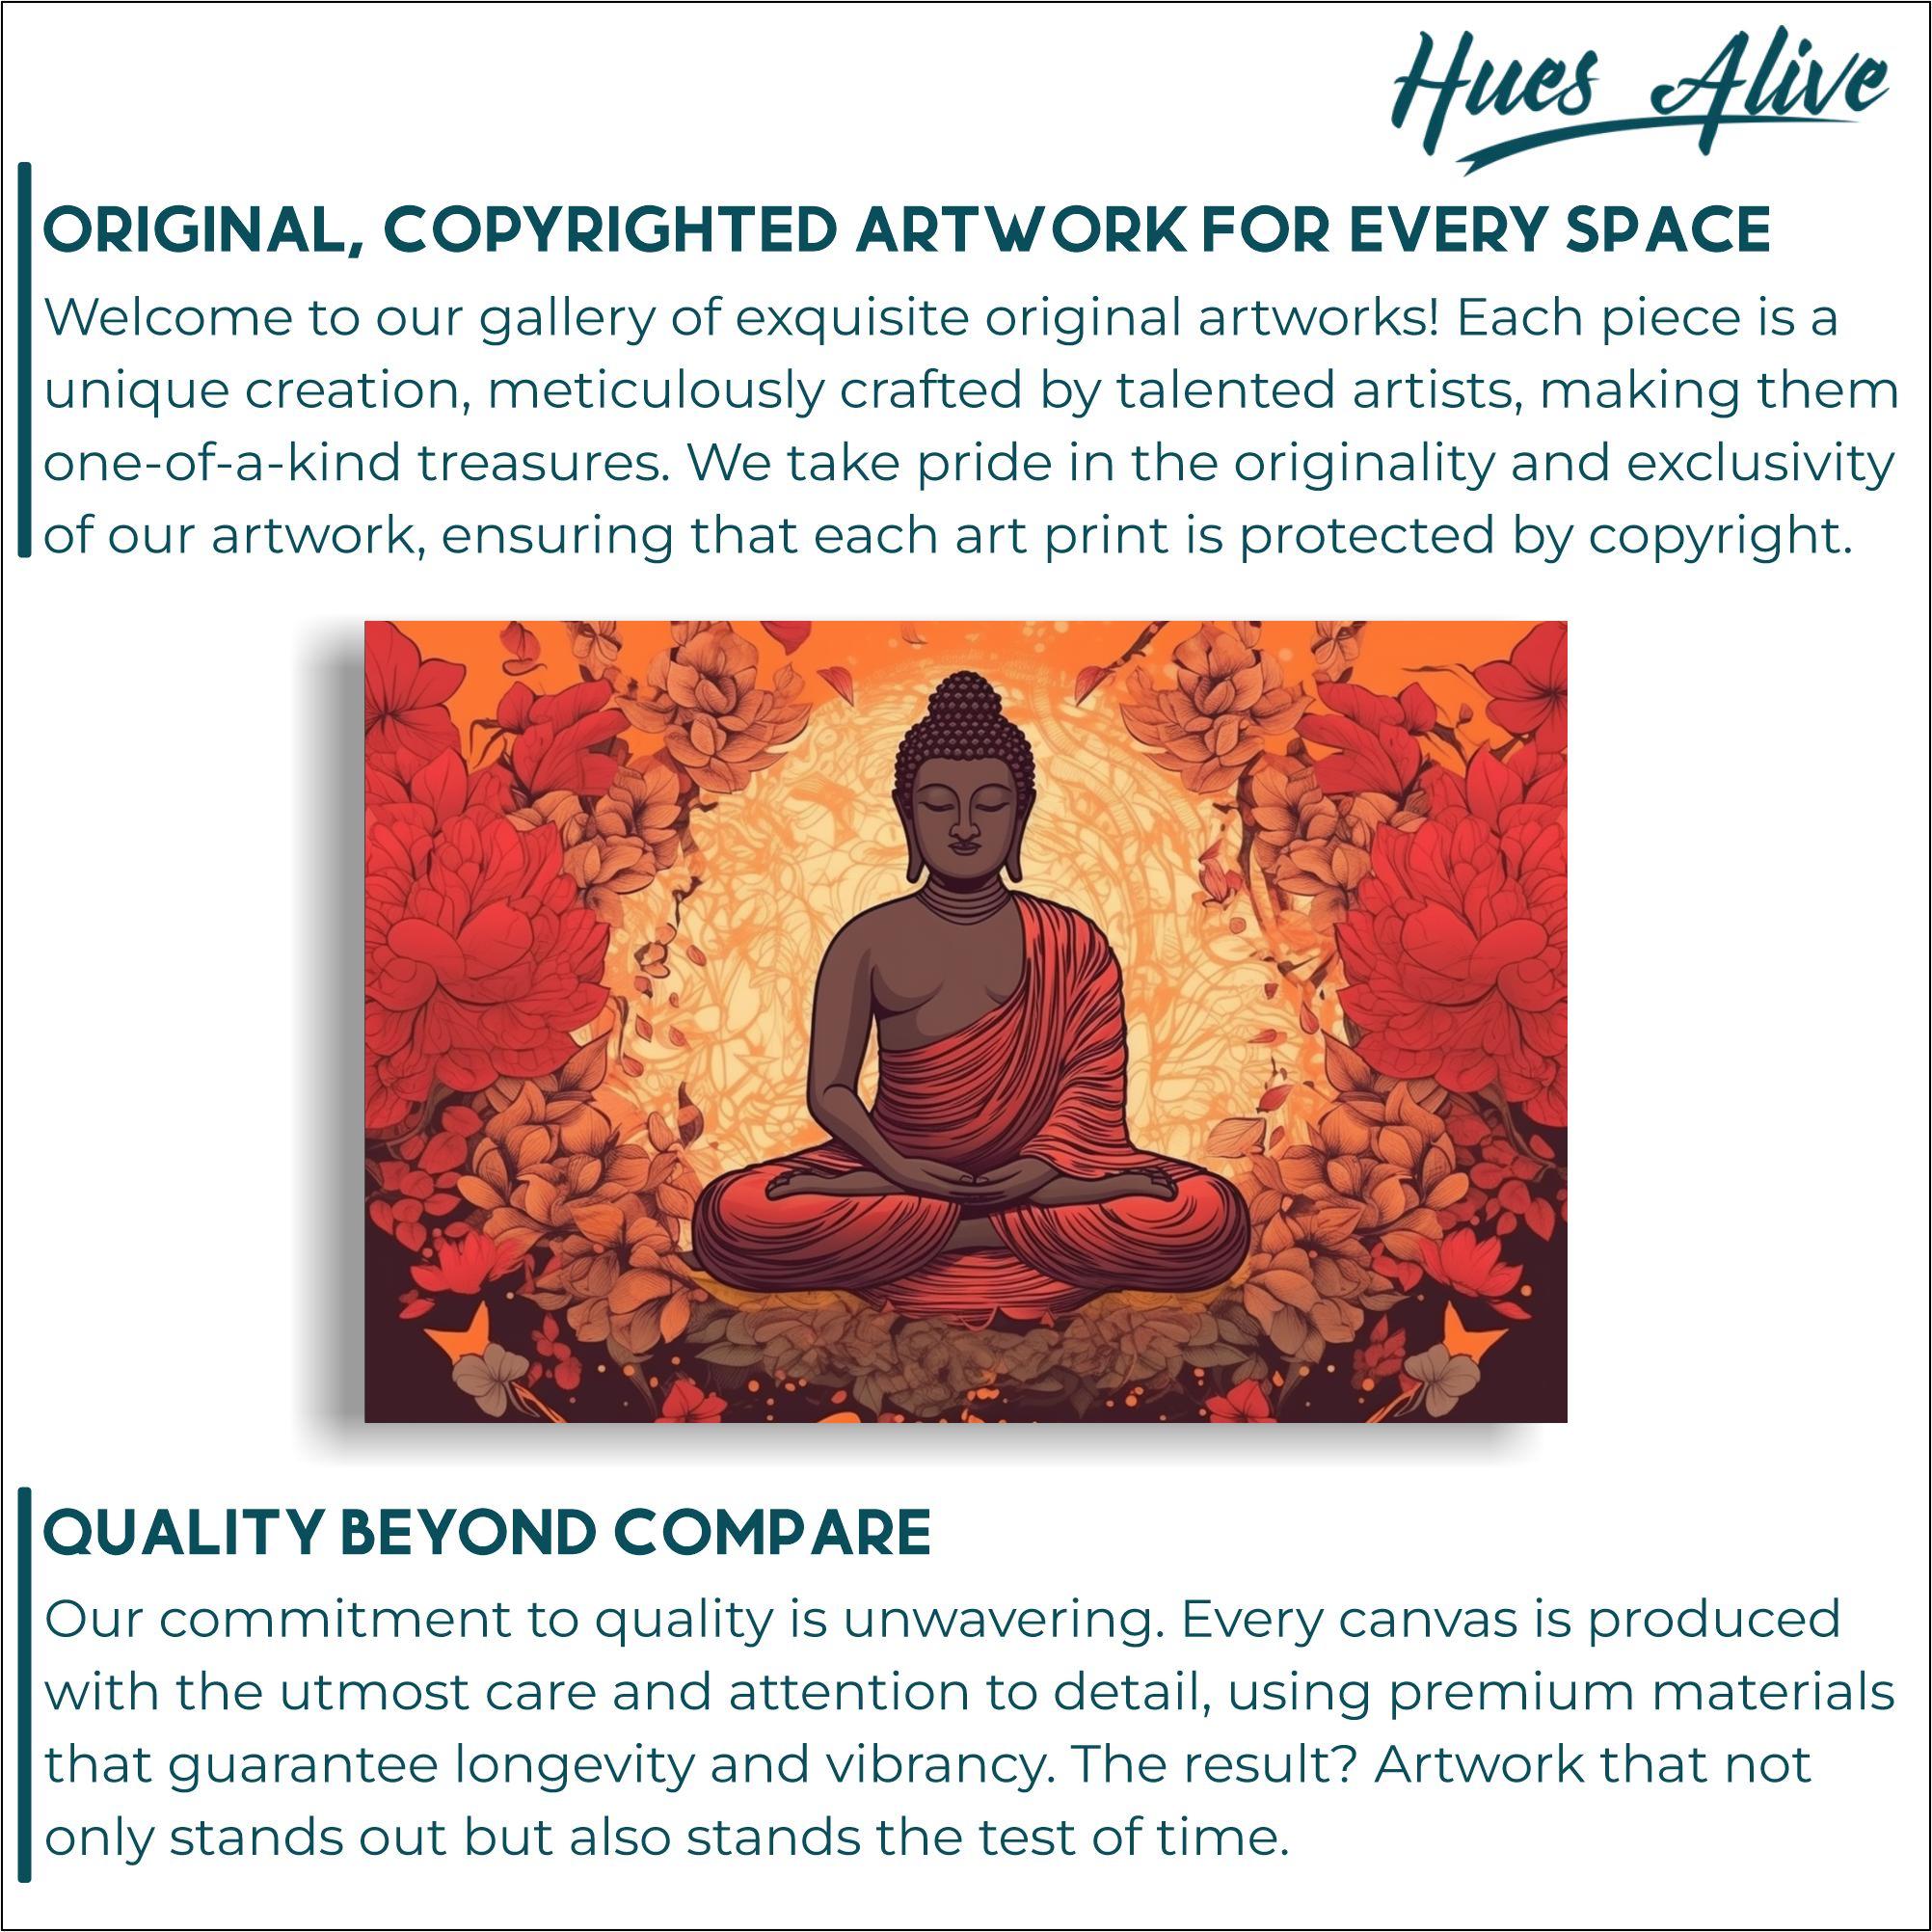 Hues Alive
ORIGINAL, COPYRIGHTED ARTWORK FOR EVERY SPACE
Welcome to our gallery of exquisite original artworks! Each piece is a
unique creation, meticulously crafted by talented artists, making them
one-of-a-kind treasures. We take pride in the originality and exclusivity
of our artwork, ensuring that each art print is protected by copyright.
QUALITY BEYOND COMPARE
Our commitment to quality is unwavering. Every canvas is produced
with the utmost care and attention to detail, using premium materials
that guarantee longevity and vibrancy. The result? Artwork that not
only stands out but also stands the test of time.